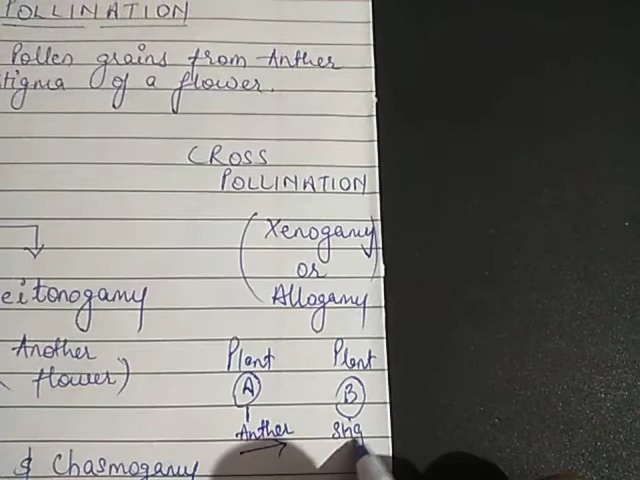 POLLINATION
Pollen grains from Anther
tigma of a flower.
CROSS
POLLINATION
(Xenogamy
or
Allogamy)
eitonogamy
Another
flower)
Plant Plant
A B
Anther Stig
& Chasmogamy